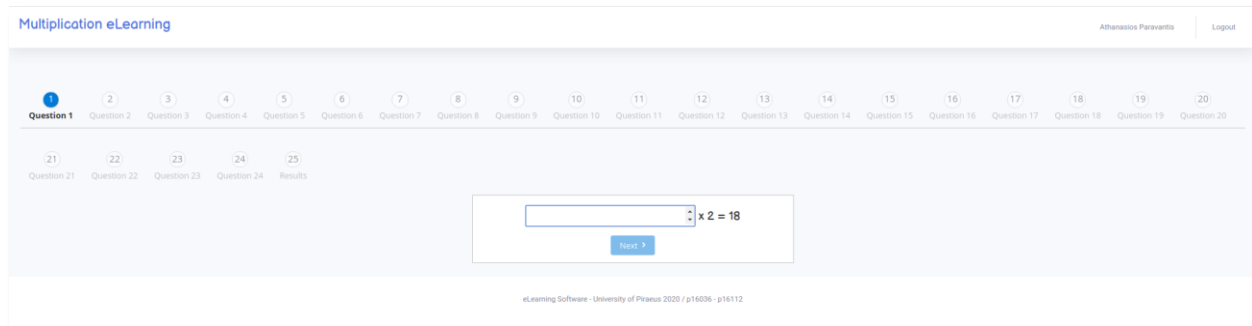 Multiplication eLearning
Athanasios Paravantis
Logout
1 2 3 4 5 6 7 8 9 10 11 12 13 14 15 16 17 18 19 20
Question 1 Question 2 Question 3 Question 4 Question 5 Question 6 Question 7 Question 8 Question 9 Question 10 Question 11 Question 12 Question 13 Question 14 Question 15 Question 16 Question 17 Question 18 Question 19 Question 20
21 22 23 24 25
Question 21 Question 22 Question 23 Question 24 Results
x 2 = 18
Next >
eLearning Software - University of Piraeus 2020 / p16036 - p16112